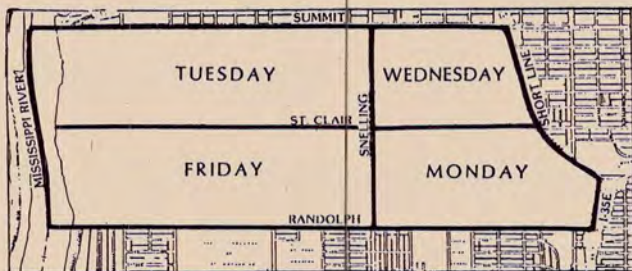 SUMMIT
TUESDAY
WEDNESDAY
SHORT LINE
MISSISSIPPI RIVER
ST. CLAIR
SNELLING
FRIDAY
MONDAY
I-35E
RANDOLPH